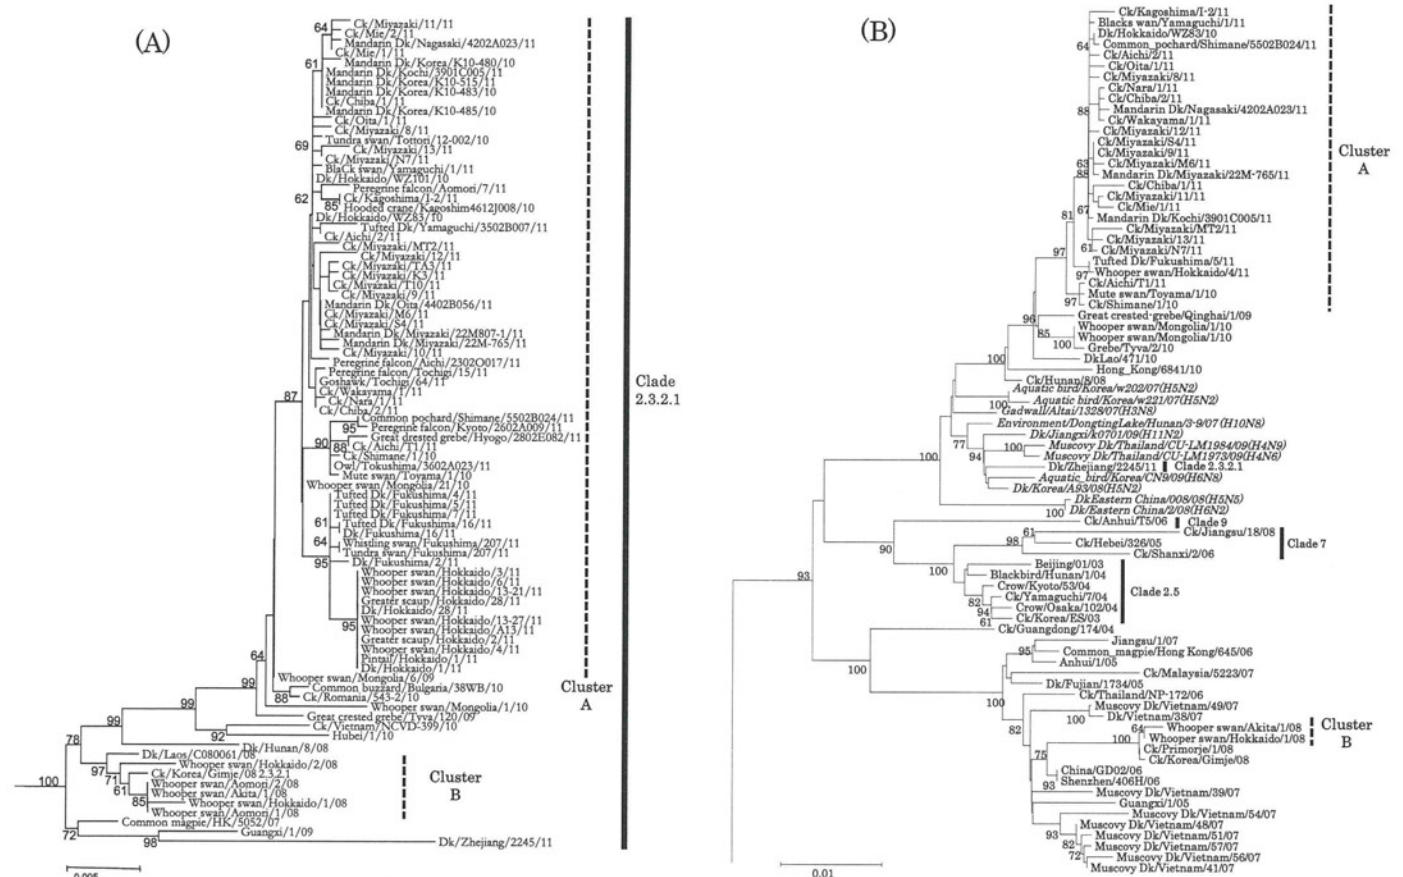 (A)
64
Ck/Miyazaki/11/11
Ck/Mie/2/11
Mandarin Dk/Nagasaki/4202A023/11
Ck/Mie/1/11
61
Mandarin Dk/Korea/K10-480/10
Mandarin Dk/Kochi/3901C005/11
Mandarin Dk/Korea/K10-515/11
Mandarin Dk/Korea/K10-483/10
Ck/Chiba/1/11
Mandarin Dk/Korea/K10-485/10
Ck/Oita/1/11
Ck/Miyazaki/8/11
Tundra swan/Tottori/12-002/10
69
Ck/Miyazaki/13/11
Ck/Miyazaki/N7/11
BlaCk swan/Yamaguchi/1/11
Dk/Hokkaido/WZ101/10
Peregrine falcon/Aomori/7/11
62
Ck/Kagoshima/I-2/11
85
Hooded crane/Kagoshim4612J008/10
Dk/Hokkaido/WZ83/10
Tufted Dk/Yamaguchi/3502B007/11
Ck/Aichi/2/11
Ck/Miyazaki/MT2/11
Ck/Miyazaki/12/11
Ck/Miyazaki/TA3/11
Ck/Miyazaki/K3/11
Ck/Miyazaki/T10/11
Ck/Miyazaki/9/11
Mandarin Dk/Oita/4402B056/11
Ck/Miyazaki/M6/11
Ck/Miyazaki/S4/11
Mandarin Dk/Miyazaki/22M807-1/11
Mandarin Dk/Miyazaki/22M-765/11
Ck/Miyazaki/10/11
Peregrine falcon/Aichi/2302O017/11
Peregrine falcon/Tochigi/15/11
Goshawk/Tochigi/64/11
Ck/Wakayama/1/11
87
Ck/Nara/1/11
Ck/Chiba/2/11
Common pochard/Shimane/5502B024/11
95
Peregrine falcon/Kyoto/2602A009/11
Great drested grebe/Hyogo/2802E082/11
90
88
Ck/Aichi/T1/11
Ck/Shimane/1/10
Owl/Tokushima/3602A023/11
Mute swan/Toyama/1/10
Whooper swan/Mongolia/21/10
Tufted Dk/Fukushima/4/11
Tufted Dk/Fukushima/5/11
Tufted Dk/Fukushima/7/11
61
Tufted Dk/Fukushima/16/11
Dk/Fukushima/16/11
64
Whistling swan/Fukushima/207/11
Tundra swan/Fukushima/207/11
95
Dk/Fukushima/2/11
Whooper swan/Hokkaido/3/11
Whooper swan/Hokkaido/6/11
Whooper swan/Hokkaido/13-21/11
Greater scaup/Hokkaido/28/11
Dk/Hokkaido/28/11
95
Whooper swan/Hokkaido/13-27/11
Whooper swan/Hokkaido/A13/11
Greater scaup/Hokkaido/2/11
Whooper swan/Hokkaido/4/11
Pintail/Hokkaido/1/11
Dk/Hokkaido/1/11
64
Whooper swan/Mongolia/6/09
99
Common buzzard/Bulgaria/38WB/10
88
Ck/Romania/543-2/10
Whooper swan/Mongolia/1/10
99
Great crested grebe/Tyva/120/09
Ck/Vietnam/NCVD-399/10
99
92
Hubei/1/10
78
Dk/Hunan/8/08
Dk/Laos/C080061/08
97
Whooper swan/Hokkaido/2/08
71
Ck/Korea/Gimje/08 2.3.2.1
Whooper swan/Aomori/2/08
100
61
Whooper swan/Akita/1/08
85
Whooper swan/Hokkaido/1/08
Whooper swan/Aomori/1/08
Common magpie/HK/5052/07
72
Guangxi/1/09
98
Dk/Zhejiang/2245/11
0.005
Clade
2.3.2.1
Cluster
A
Cluster
B
(B)
Ck/Kagoshima/I-2/11
Blacks swan/Yamaguchi/1/11
Dk/Hokkaido/WZ83/10
64
Common_pochard/Shimane/5502B024/11
Ck/Aichi/2/11
Ck/Oita/1/11
Ck/Miyazaki/8/11
Ck/Nara/1/11
Ck/Chiba/2/11
88
Mandarin Dk/Nagasaki/4202A023/11
Ck/Wakayama/1/11
Ck/Miyazaki/12/11
Ck/Miyazaki/S4/11
Ck/Miyazaki/9/11
63
Ck/Miyazaki/M6/11
88
Mandarin Dk/Miyazaki/22M-765/11
Ck/Chiba/1/11
Ck/Miyazaki/11/11
67
Ck/Mie/1/11
81
Mandarin Dk/Kochi/3901C005/11
Ck/Miyazaki/MT2/11
Ck/Miyazaki/13/11
97
61
Ck/Miyazaki/N7/11
Tufted Dk/Fukushima/5/11
97
Whooper swan/Hokkaido/4/11
Ck/Aichi/T1/11
Mute swan/Toyama/1/10
97
Ck/Shimane/1/10
Great crested-grebe/Qinghai/1/09
96
Whooper swan/Mongolia/1/10
85
Whooper swan/Mongolia/1/10
100
Grebe/Tyva/2/10
100
DkLao/471/10
Hong_Kong/6841/10
Ck/Hunan/8/08
Aquatic bird/Korea/w202/07(H5N2)
100
Aquatic bird/Korea/w221/07(H5N2)
Gadwall/Altai/1328/07(H3N8)
Environment/DongtingLake/Hunan/3-9/07 (H10N8)
77
Dk/Jiangxi/k0701/09(H11N2)
100
Muscovy Dk/Thailand/CU-LM1984/09(H4N9)
100
94
Muscovy Dk/Thailand/CU-LM1973/09(H4N6)
Dk/Zhejiang/2245/11
Clade 2.3.2.1
Aquatic_bird/Korea/CN9/09(H6N8)
Dk/Korea/A93/08(H5N2)
DkEastern China/008/08(H5N5)
100
Dk/Eastern China/2/08(H6N2)
Ck/Anhui/T5/06
Clade 9
61
Ck/Jiangsu/18/08
90
98
Ck/Hebei/326/05
Clade 7
Ck/Shanxi/2/06
93
100
Beijing/01/03
Blackbird/Hunan/1/04
Crow/Kyoto/53/04
Clade 2.5
82
Ck/Yamaguchi/7/04
94
Crow/Osaka/102/04
61
Ck/Korea/ES/03
Ck/Guangdong/174/04
Jiangsu/1/07
95
Common_magpie/Hong Kong/645/06
Anhui/1/05
100
Ck/Malaysia/5223/07
Dk/Fujian/1734/05
Ck/Thailand/NP-172/06
100
Muscovy Dk/Vietnam/49/07
100
Dk/Vietnam/38/07
82
64
Whooper swan/Akita/1/08
100
Whooper swan/Hokkaido/1/08
Ck/Primorje/1/08
75
Ck/Korea/Gimje/08
China/GD02/06
93
Shenzhen/406H/06
Muscovy Dk/Vietnam/39/07
Guangxi/1/05
Muscovy Dk/Vietnam/54/07
Muscovy Dk/Vietnam/48/07
93
Muscovy Dk/Vietnam/51/07
82
Muscovy Dk/Vietnam/57/07
72
Muscovy Dk/Vietnam/56/07
Muscovy Dk/Vietnam/41/07
0.01
Cluster
A
Cluster
B